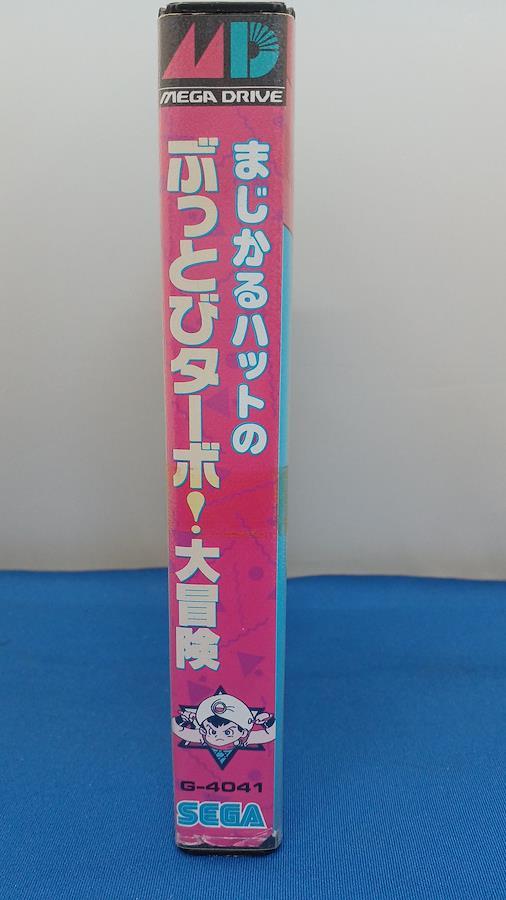 MD
MEGA DRIVE
まじかるハットの
ぶっとびターボ!大冒険
G-4041
SEGA